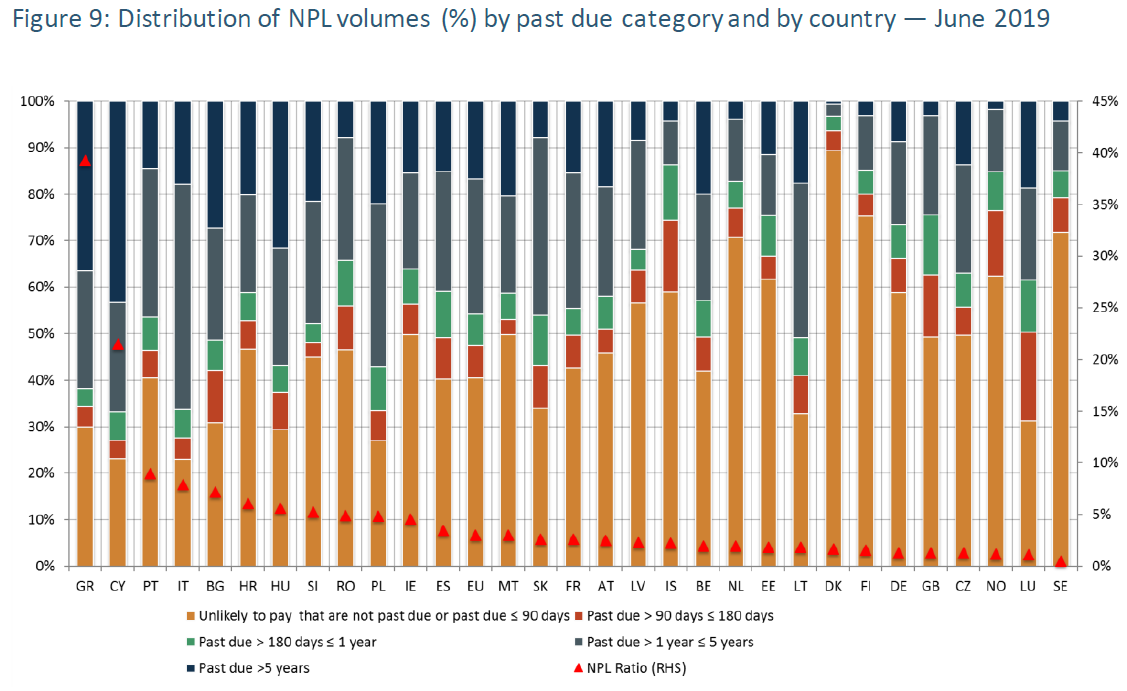 Figure 9: Distribution of NPL volumes (%) by past due category and by country — June 2019
100% 45%
90% 40%
80% 35%
70% 30%
60% 25%
50% 20%
40% 15%
30% 10%
20% 5%
10% 0%
0%
GR CY PT IT BG HR HU SI RO PL IE ES EU MT SK FR AT LV IS BE NL EE LT DK FI DE GB CZ NO LU SE
Unlikely to pay that are not past due or past due ≤ 90 days Past due > 90 days ≤ 180 days
Past due > 180 days ≤ 1 year Past due > 1 year ≤ 5 years
Past due >5 years NPL Ratio (RHS)